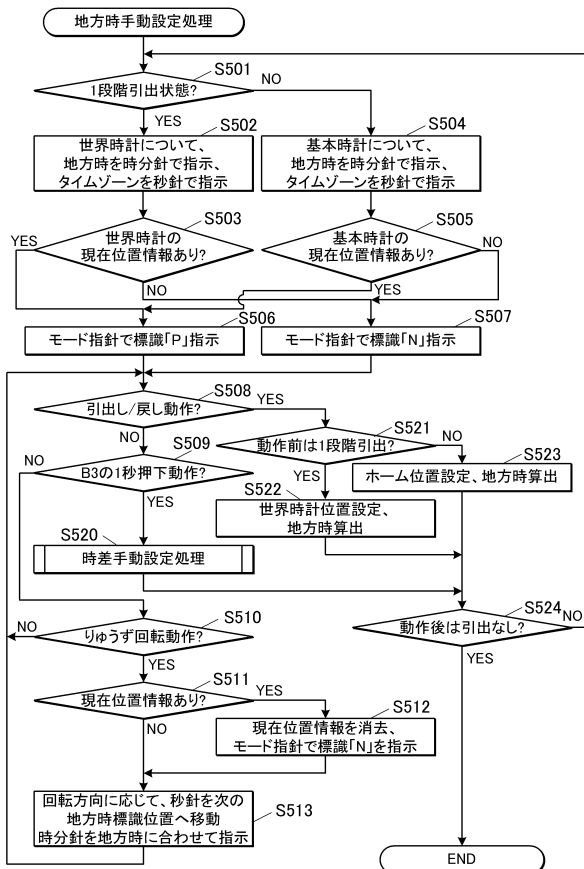 地方時手動設定処理
S501
1段階引出状態?
NO
YES
S502
世界時計について、
地方時を時分針で指示、
タイムゾーンを秒針で指示
S504
基本時計について、
地方時を時分針で指示、
タイムゾーンを秒針で指示
S503
世界時計の
現在位置情報あり?
YES
NO
S505
基本時計の
現在位置情報あり?
NO
YES
S506
モード指針で標識「P」指示
S507
モード指針で標識「N」指示
S508
引出し/戻し動作?
YES
NO
S521
動作前は1段階引出?
NO
YES
S509
B3の1秒押下動作?
NO
YES
S523
ホーム位置設定、地方時算出
S522
世界時計位置設定、
地方時算出
S520
時差手動設定処理
S510
りゅうず回転動作?
NO
YES
S524
動作後は引出なし?
NO
YES
S511
現在位置情報あり?
YES
NO
S512
現在位置情報を消去、
モード指針で標識「N」を指示
S513
回転方向に応じて、秒針を次の
地方時標識位置へ移動
時分針を地方時に合わせて指示
END